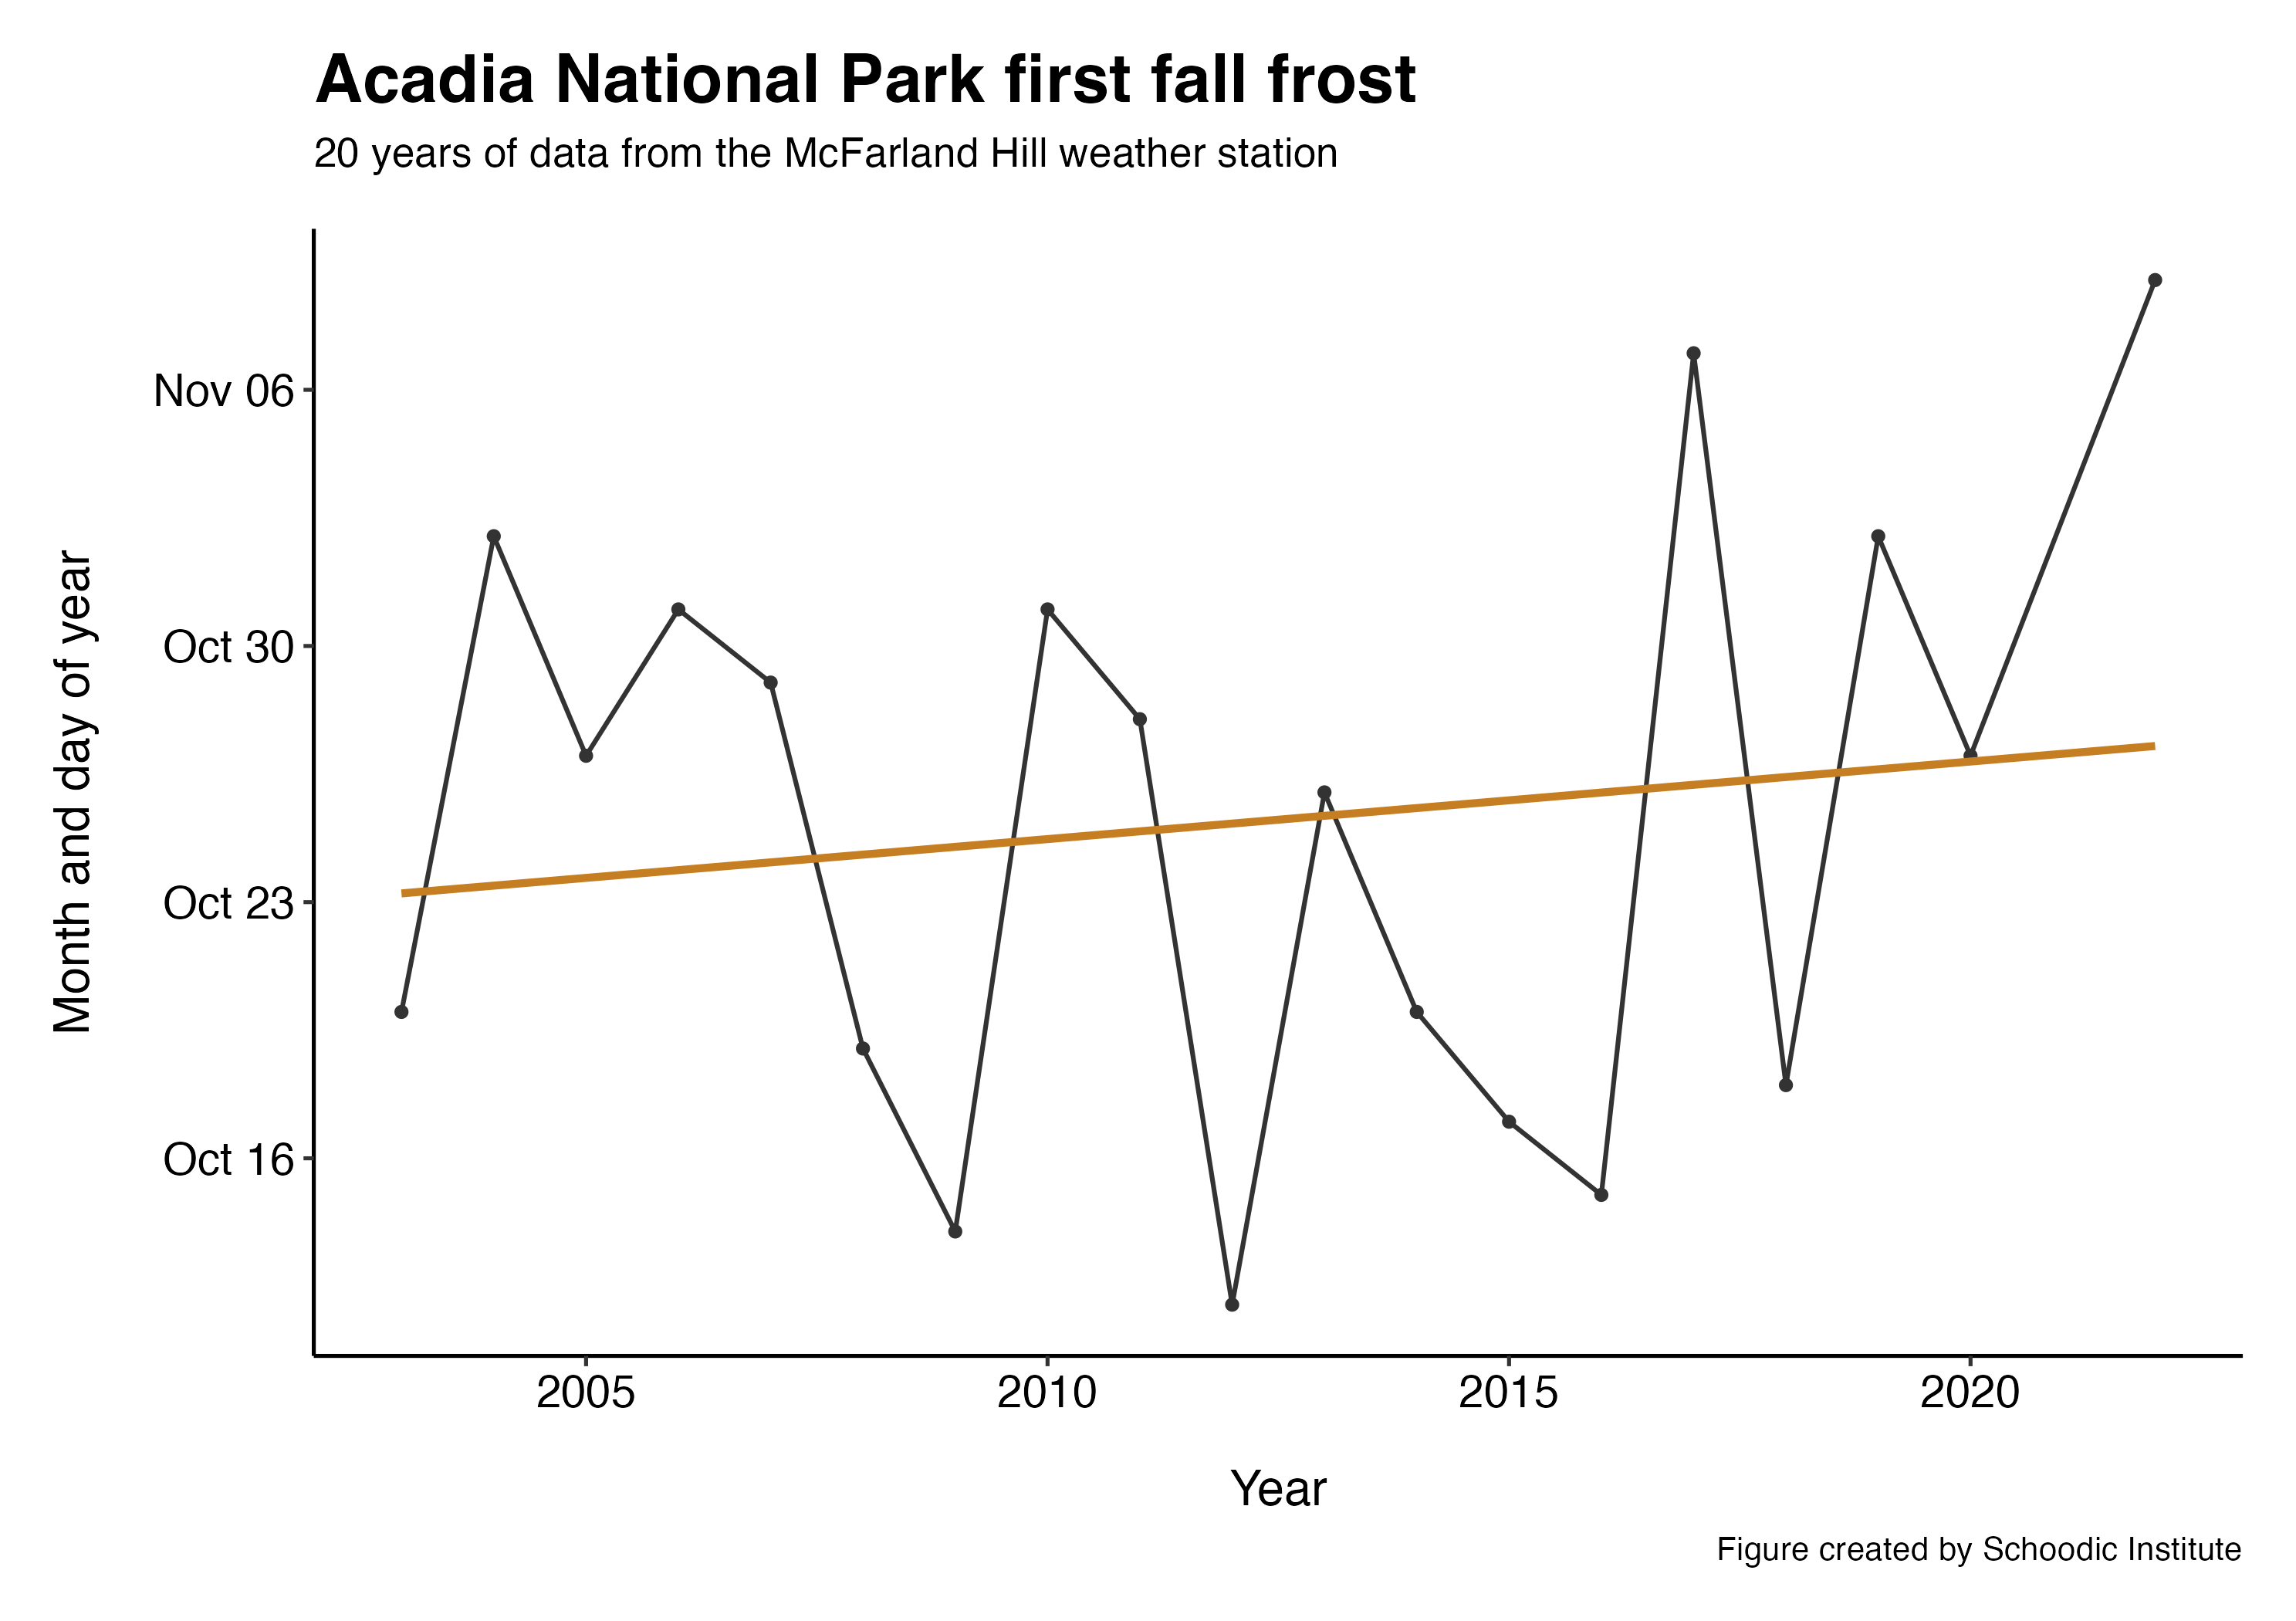 Acadia National Park first fall frost
20 years of data from the McFarland Hill weather station
Month and day of year
Nov 06
Oct 30
Oct 23
Oct 16
2005
2010
2015
2020
Year
Figure created by Schoodic Institute